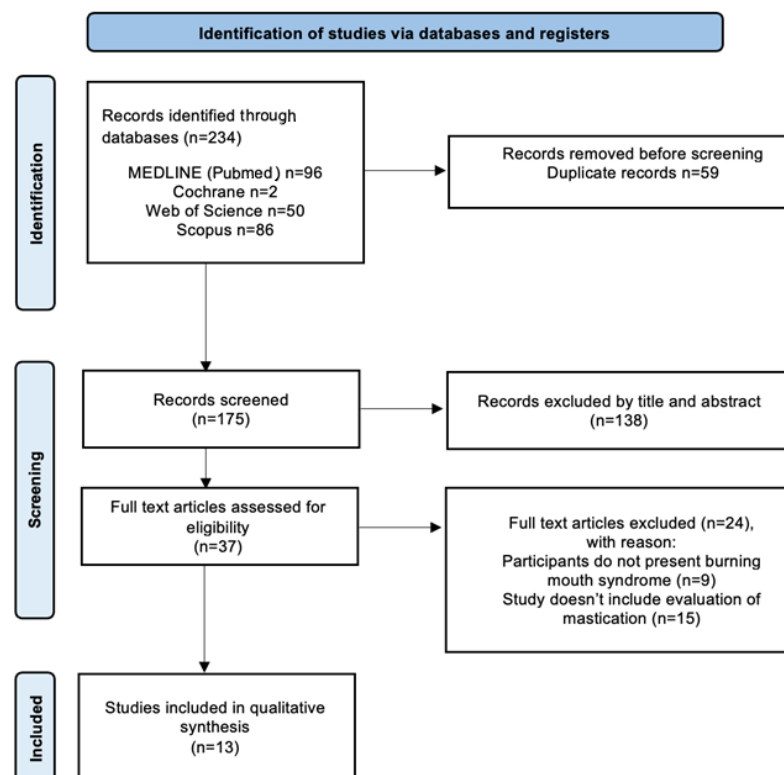 Identification of studies via databases and registers
Identification
Records identified through
databases (n=234)
MEDLINE (Pubmed) n=96
Cochrane n=2
Web of Science n=50
Scopus n=86
Records removed before screening
Duplicate records n=59
Screening
Records screened
(n=175)
Records excluded by title and abstract
(n=138)
Full text articles assessed for
eligibility
(n=37)
Full text articles excluded (n=24),
with reason:
Participants do not present burning
mouth syndrome (n=9)
Study doesn't include evaluation of
mastication (n=15)
Included
Studies included in qualitative
synthesis
(n=13)